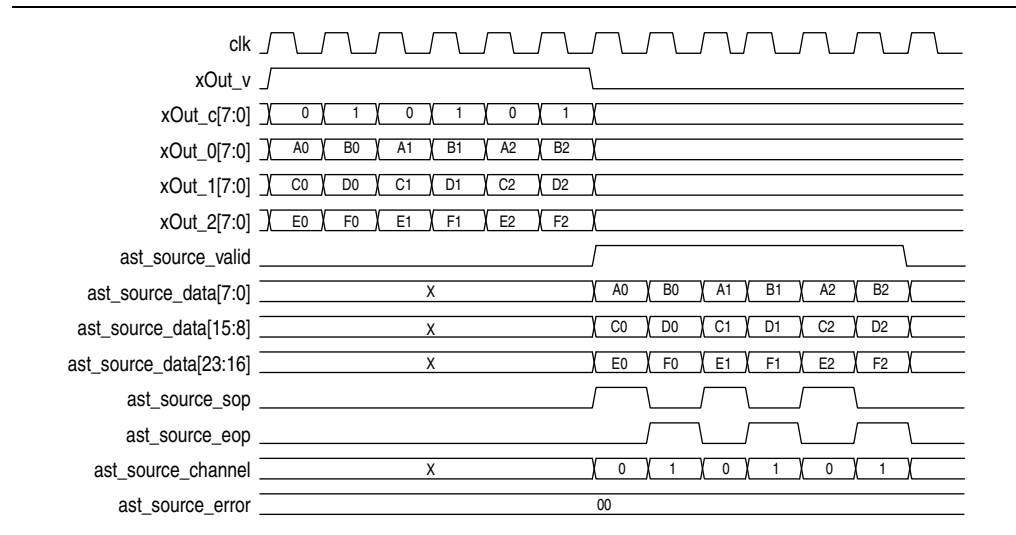 clk
xOut_v
xOut_c[7:0] 0 1 0 1 0 1
xOut_0[7:0] A0 B0 A1 B1 A2 B2
xOut_1[7:0] C0 D0 C1 D1 C2 D2
xOut_2[7:0] E0 F0 E1 F1 E2 F2
ast_source_valid
ast_source_data[7:0] X A0 B0 A1 B1 A2 B2
ast_source_data[15:8] X C0 D0 C1 D1 C2 D2
ast_source_data[23:16] X E0 F0 E1 F1 E2 F2
ast_source_sop
ast_source_eop
ast_source_channel X 0 1 0 1 0 1
ast_source_error 00